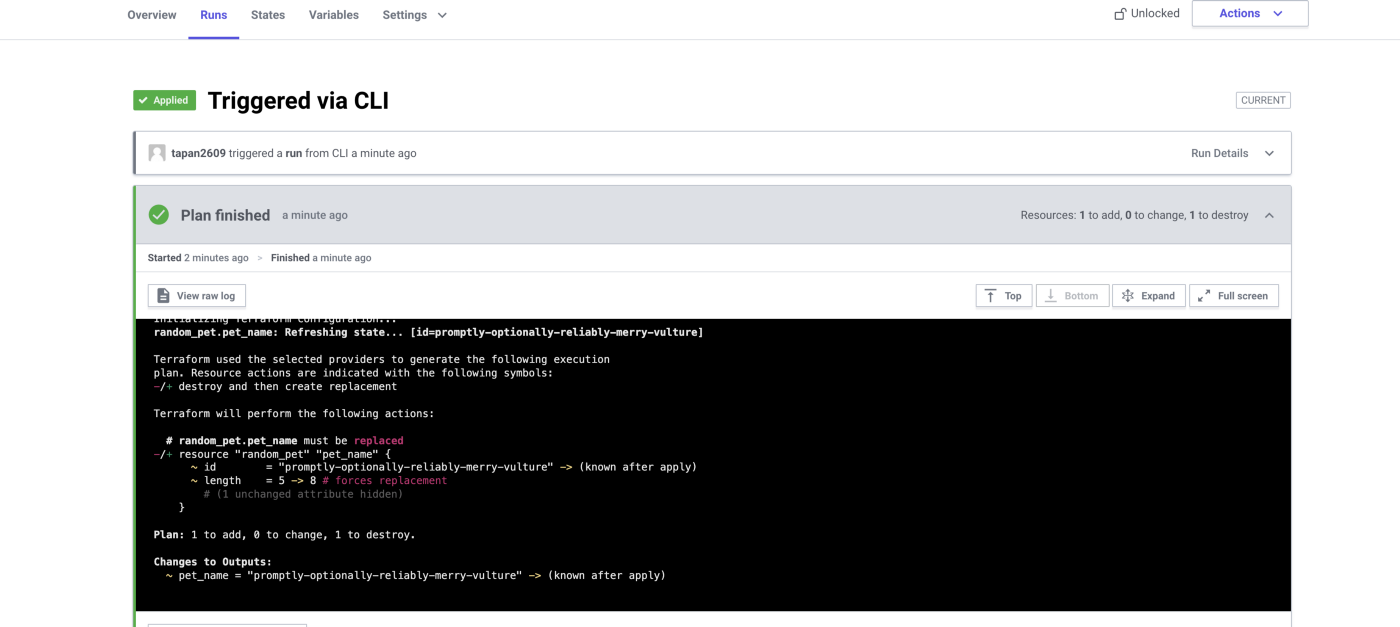 Overview Runs States Variables Settings Unlocked Actions
Applied Triggered via CLI CURRENT
tapan2609 triggered a run from CLI a minute ago Run Details
Plan finished a minute ago Resources: 1 to add, 0 to change, 1 to destroy
Started 2 minutes ago > Finished a minute ago
View raw log Top Bottom Expand Full screen
Initializing Terraform configuration...
random_pet.pet_name: Refreshing state... [id=promptly-optionally-reliably-merry-vulture]
Terraform used the selected providers to generate the following execution
plan. Resource actions are indicated with the following symbols:
-/+ destroy and then create replacement
Terraform will perform the following actions:
# random_pet.pet_name must be replaced
-/+ resource "random_pet" "pet_name" {
~ id = "promptly-optionally-reliably-merry-vulture" -> (known after apply)
~ length = 5 -> 8 # forces replacement
# (1 unchanged attribute hidden)
}
Plan: 1 to add, 0 to change, 1 to destroy.
Changes to Outputs:
~ pet_name = "promptly-optionally-reliably-merry-vulture" -> (known after apply)